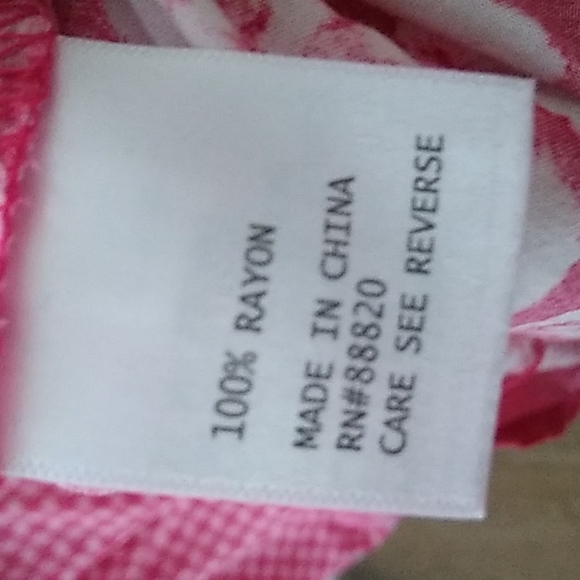 100% RAYON
MADE IN CHINA
RN#88820
CARE SEE REVERSE